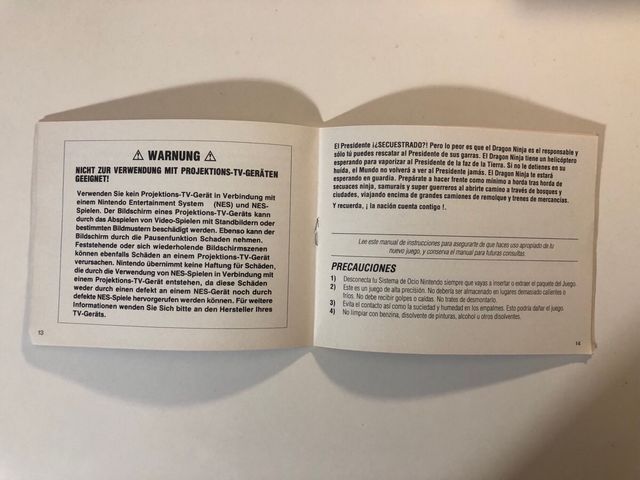 ⚠ WARNUNG ⚠
NICHT ZUR VERWENDUNG MIT PROJEKTIONS-TV-GERÄTEN
GEEIGNET!
Verwenden Sie kein Projektions-TV-Gerät in Verbindung mit
einem Nintendo Entertainment System (NES) und NES-
Spielen. Der Bildschirm eines Projektions-TV-Geräts kann
durch das Abspielen von Video-Spielen mit Standbildern oder
bestimmten Bildmustern beschädigt werden. Ebenso kann der
Bildschirm durch die Pausenfunktion Schaden nehmen.
Feststehende oder sich wiederholende Bildschirmszenen
können ebenfalls Schäden an einem Projektions-TV-Gerät
verursachen. Nintendo übernimmt keine Haftung für Schäden,
die durch die Verwendung von NES-Spielen in Verbindung mit
einem Projektions-TV-Gerät entstehen, da diese Schäden
weder durch einen defekt an einem NES-Gerät noch durch
defekte NES-Spiele hervorgerufen werden können. Für weitere
Informationen wenden Sie Sich bitte an den Hersteller Ihres
TV-Geräts.
13
El Presidente i¿SECUESTRADO?! Pero lo peor es que el Dragon Ninja es el responsable y
sólo tú puedes rescatar al Presidente de sus garras. El Dragon Ninja tiene un helicóptero
esperando para vaporizar al Presidente de la faz de la Tierra. Si no le defienes en su
huida, el Mundo no volverá a ver al Presidente jamás. El Dragon Ninja te estará
esperando en guardia. Prepárate a hacer frente como mínimo a horda tras horda de
secuaces ninjas, samurais y super guerreros al abrirte camino a través de bosques y
ciudades, viajando encima de grandes camiones de remolque y trenes de mercancías.
Y recuerda, ¡ la nación cuenta contigo !.
Lee este manual de instrucciones para asegurarte de que haces uso apropiado de tu
nuevo juego, y conserva el manual para futuras consultas.
PRECAUCIONES
1) Desconecta tu Sistema de Ocio Nintendo siempre que vayas a insertar o extraer el paquete del Juego.
2) Este es un juego de alta precisión. No debería ser almacenado en lugares demasiado calientes o
fríos. No debe recibir golpes o caídas. No trates de desmontarlo.
3) Evita el contacto así como la suciedad y humedad en los empalmes. Esto podría dañar el juego.
4) No limpiar con benzina, disolvente de pinturas, alcohol u otros disolventes.
14